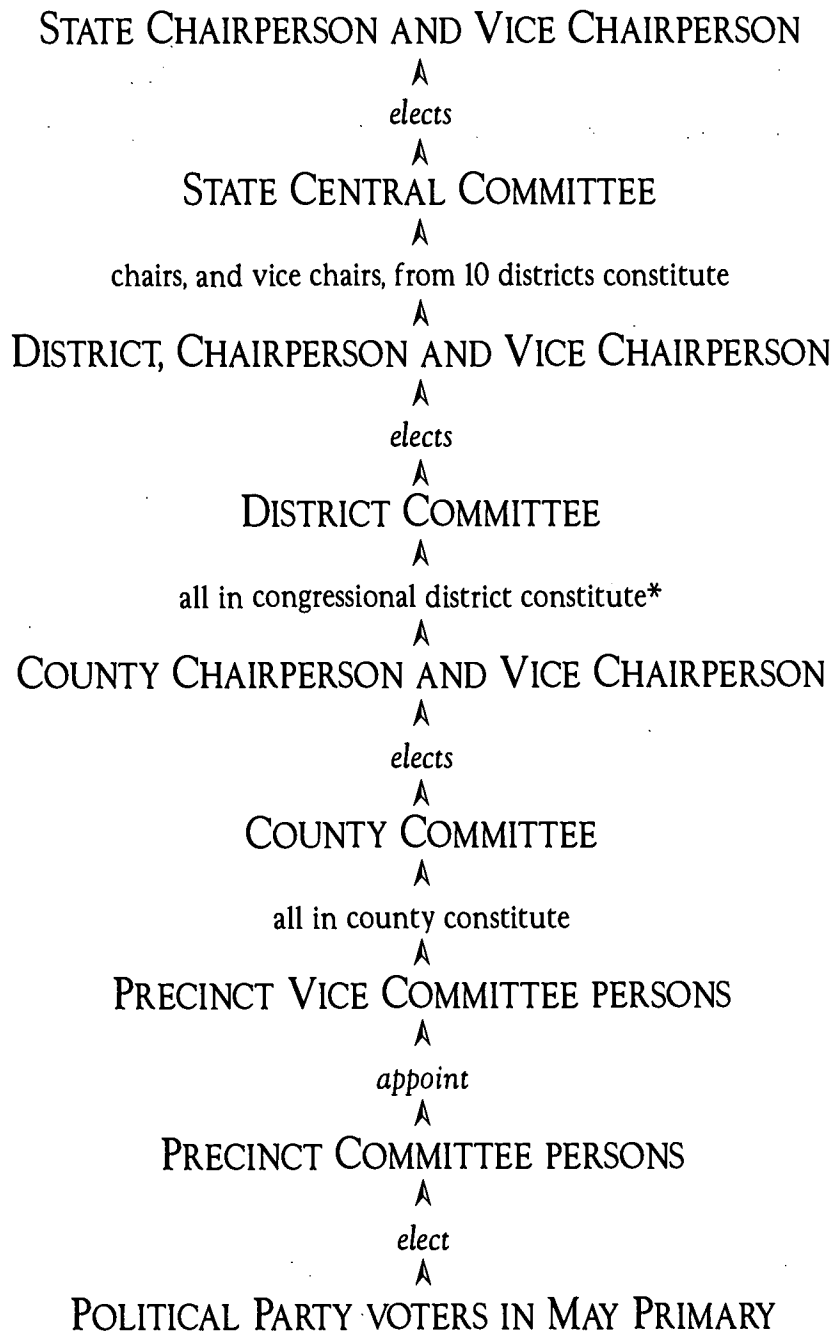 STATE CHAIRPERSON AND VICE CHAIRPERSON
elects
STATE CENTRAL COMMITTEE
chairs, and vice chairs, from 10 districts constitute
DISTRICT, CHAIRPERSON AND VICE CHAIRPERSON
elects
DISTRICT COMMITTEE
all in congressional district constitute*
COUNTY CHAIRPERSON AND VICE CHAIRPERSON
elects
COUNTY COMMITTEE
all in county constitute
PRECINCT VICE COMMITTEE PERSONS
appoint
PRECINCT COMMITTEE PERSONS
elect
POLITICAL PARTY VOTERS IN MAY PRIMARY